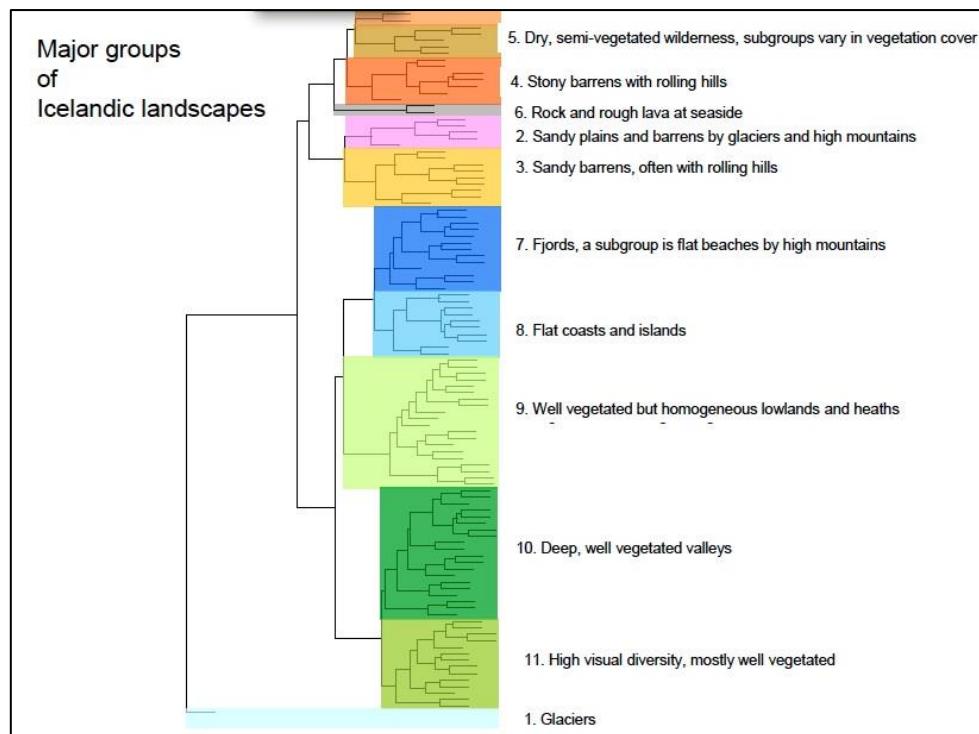 Major groups
of
Icelandic landscapes
5. Dry, semi-vegetated wilderness, subgroups vary in vegetation cover
4. Stony barrens with rolling hills
6. Rock and rough lava at seaside
2. Sandy plains and barrens by glaciers and high mountains
3. Sandy barrens, often with rolling hills
7. Fjords, a subgroup is flat beaches by high mountains
8. Flat coasts and islands
9. Well vegetated but homogeneous lowlands and heaths
10. Deep, well vegetated valleys
11. High visual diversity, mostly well vegetated
1. Glaciers